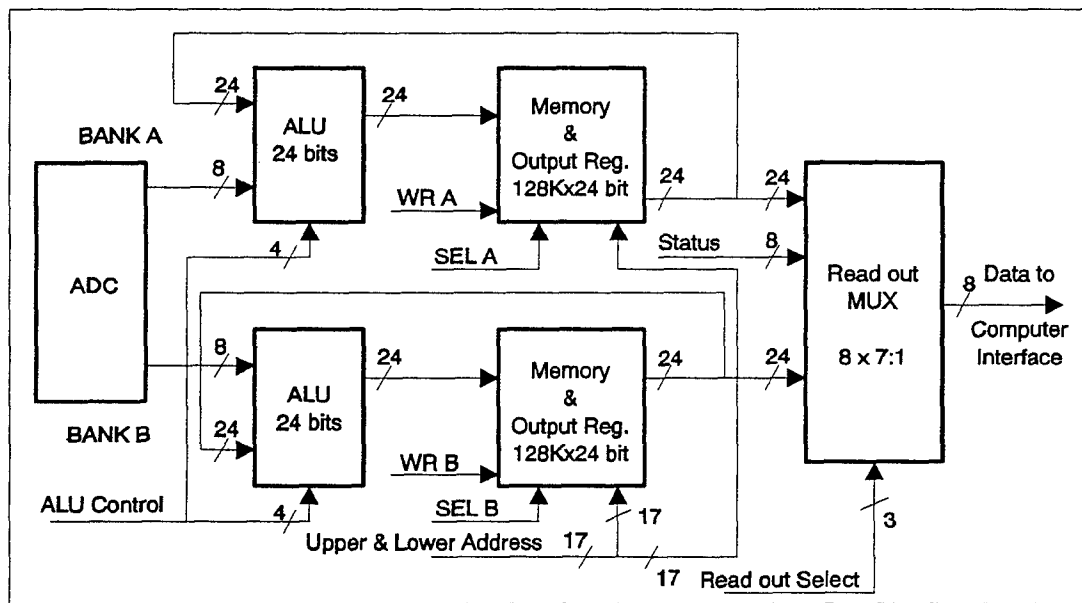 24
BANK A
8
ADC
8
BANK B
24
ALU
24 bits
4
24
WR A
SEL A
Memory
&
Output Reg.
128Kx24 bit
24
24
Status
8
Read out
MUX
8 x 7:1
8
Data to
Computer
Interface
ALU
24 bits
24
Memory
&
Output Reg.
128Kx24 bit
24
24
WR B
SEL B
ALU Control
4
17
Upper & Lower Address
17
17
Read out Select
3